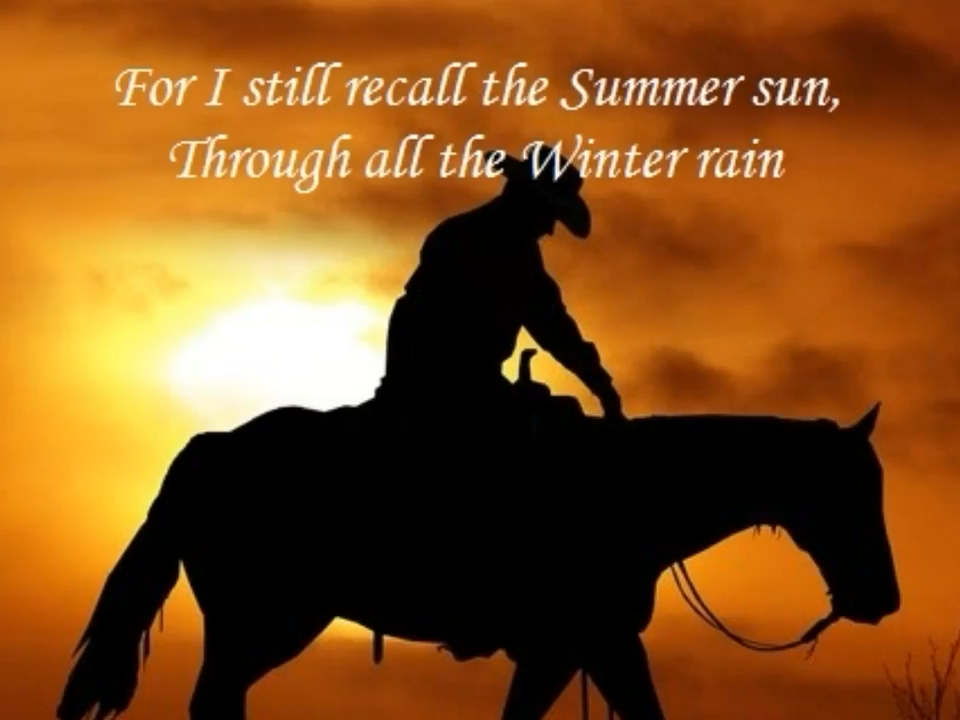 For I still recall the Summer sun,
Through all the Winter rain